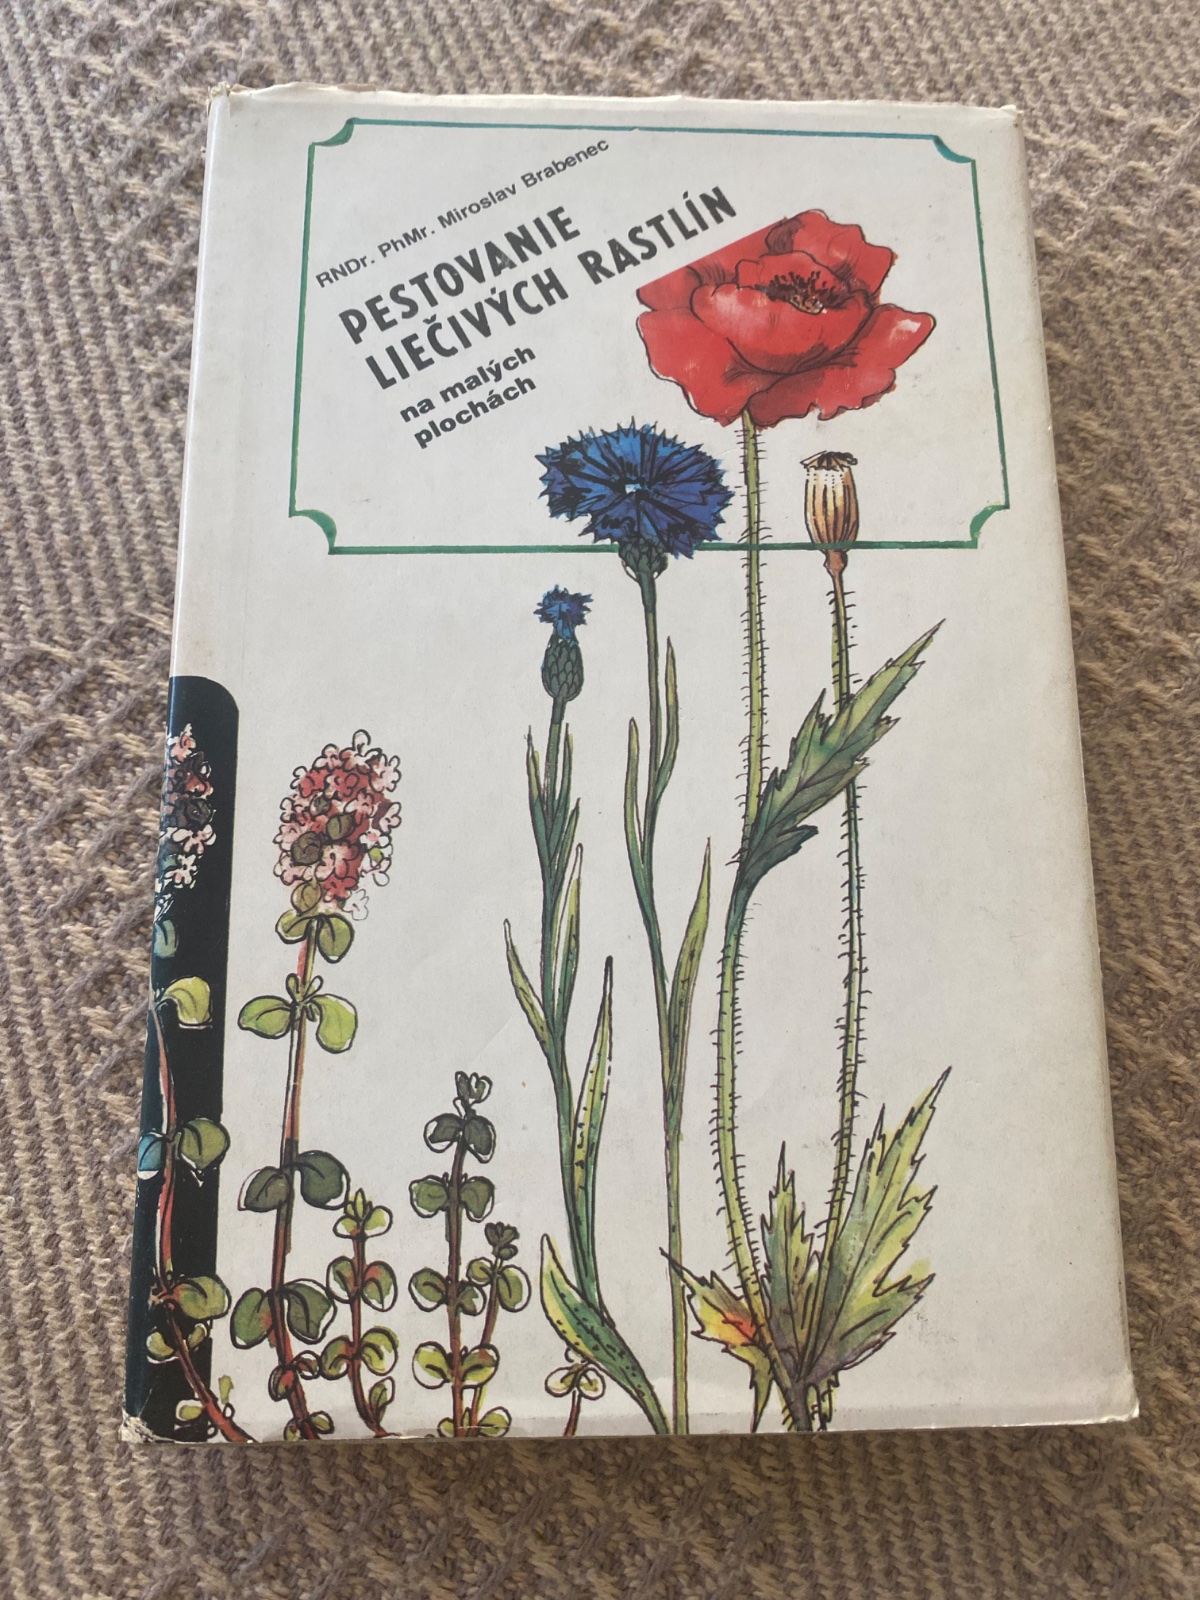 RNDr. PhMr. Miroslav Brabenec
PESTOVANIE
LIEČIVÝCH RASTLÍN
na malých
plochách